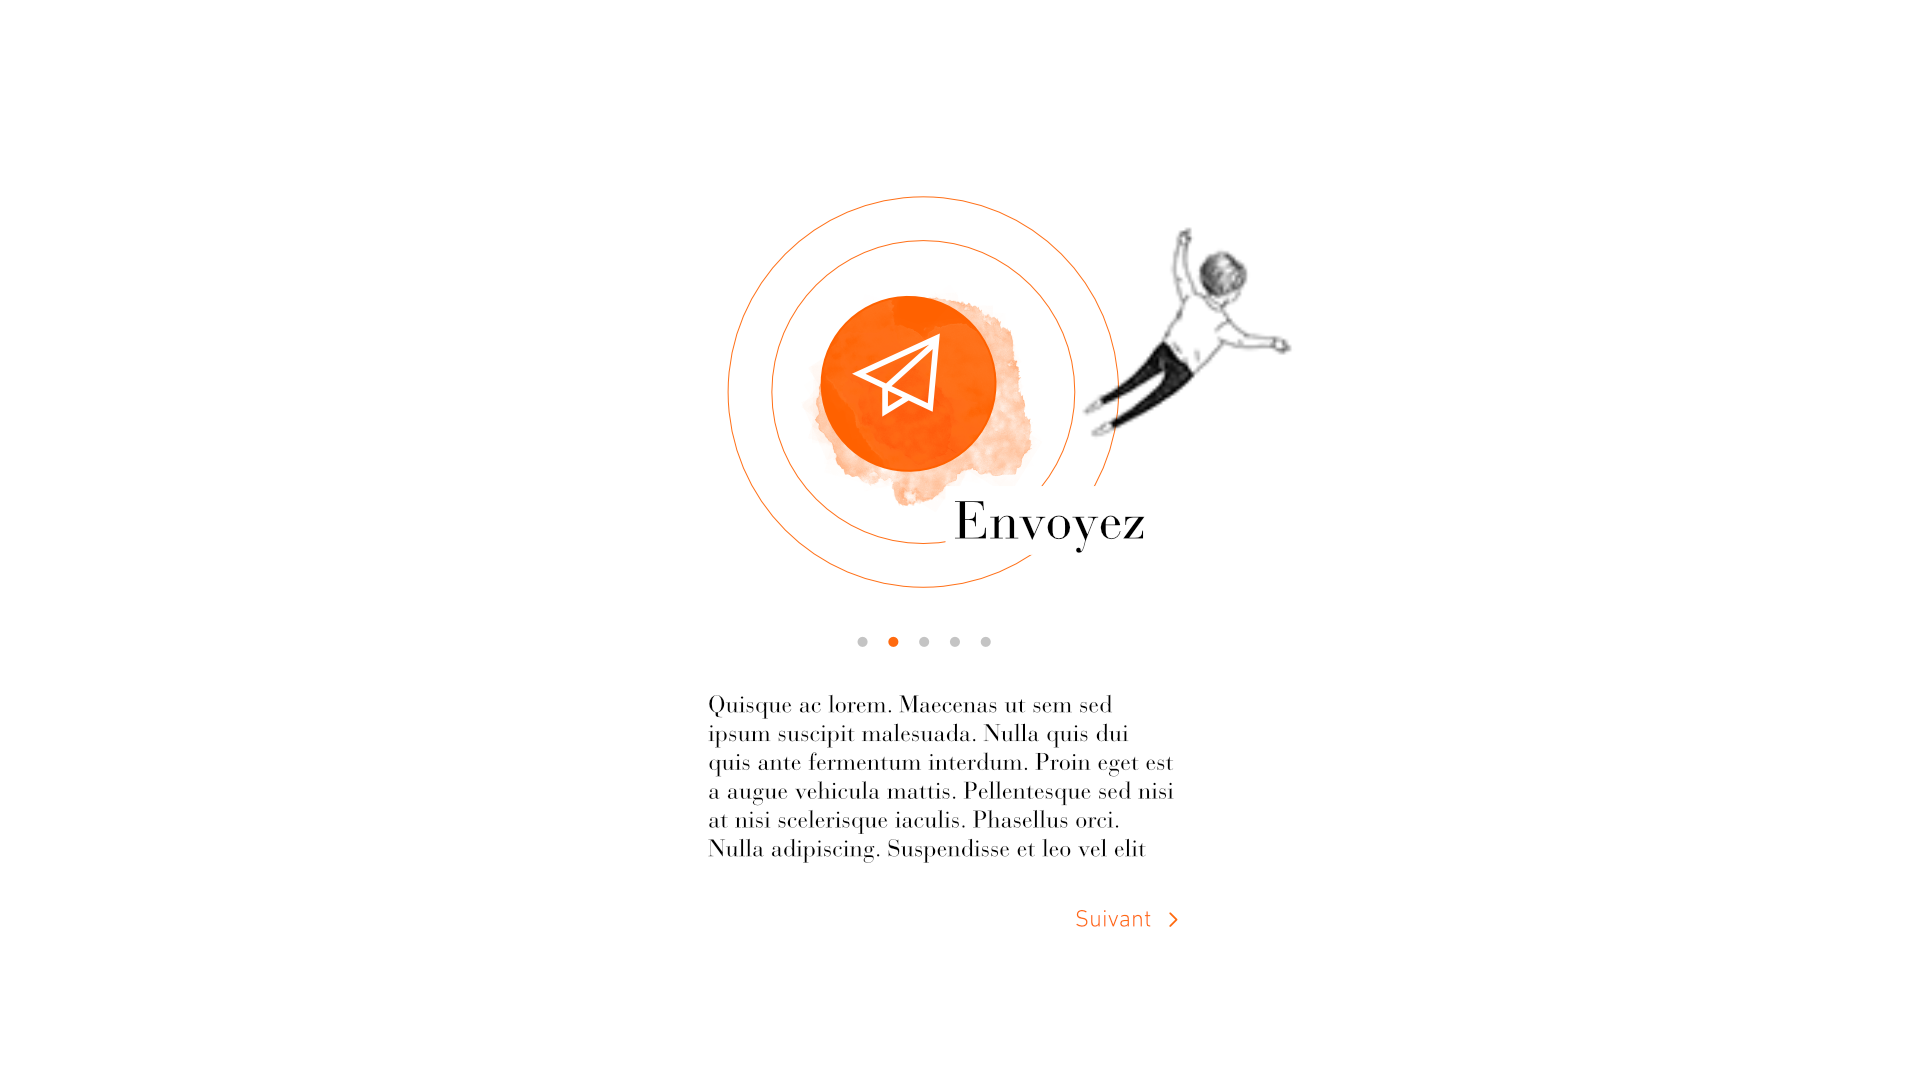 Envoyez
Quisque ac lorem. Maecenas ut sem sed
ipsum suscipit malesuada. Nulla quis dui
quis ante fermentum interdum. Proin eget est
a augue vehicula mattis. Pellentesque sed nisi
at nisi scelerisque iaculis. Phasellus orci.
Nulla adipiscing. Suspendisse et leo vel elit
Suivant